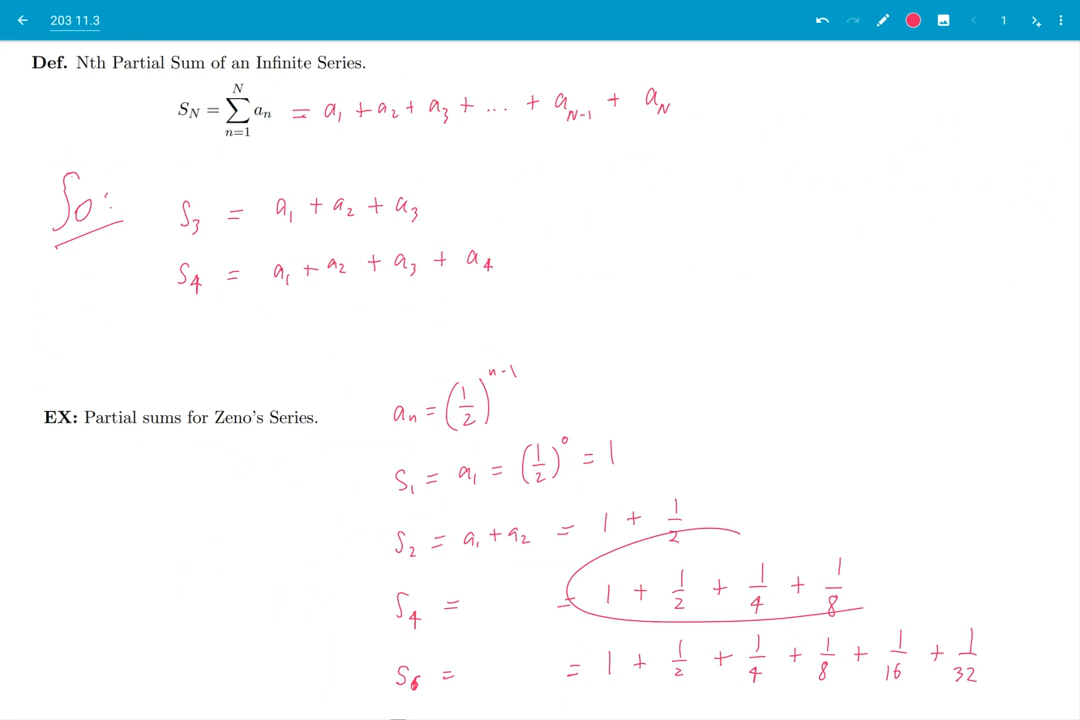 203 11.3
1
Def. Nth Partial Sum of an Infinite Series.
S_N = \sum_{n=1}^{N} a_n = a_1 + a_2 + a_3 + ... + a_{N-1} + a_N
So:
S_3 = a_1 + a_2 + a_3
S_4 = a_1 + a_2 + a_3 + a_4
EX: Partial sums for Zeno's Series.
a_n = (1/2)^{n-1}
S_1 = a_1 = (1/2)^0 = 1
S_2 = a_1 + a_2 = 1 + 1/2
S_4 = = 1 + 1/2 + 1/4 + 1/8
S_6 = = 1 + 1/2 + 1/4 + 1/8 + 1/16 + 1/32